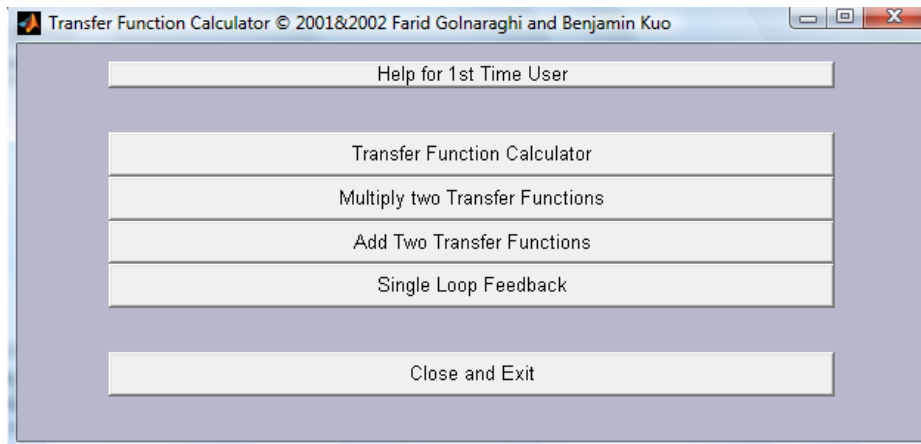 Transfer Function Calculator © 2001&2002 Farid Golnaraghi and Benjamin Kuo
Help for 1st Time User
Transfer Function Calculator
Multiply two Transfer Functions
Add Two Transfer Functions
Single Loop Feedback
Close and Exit